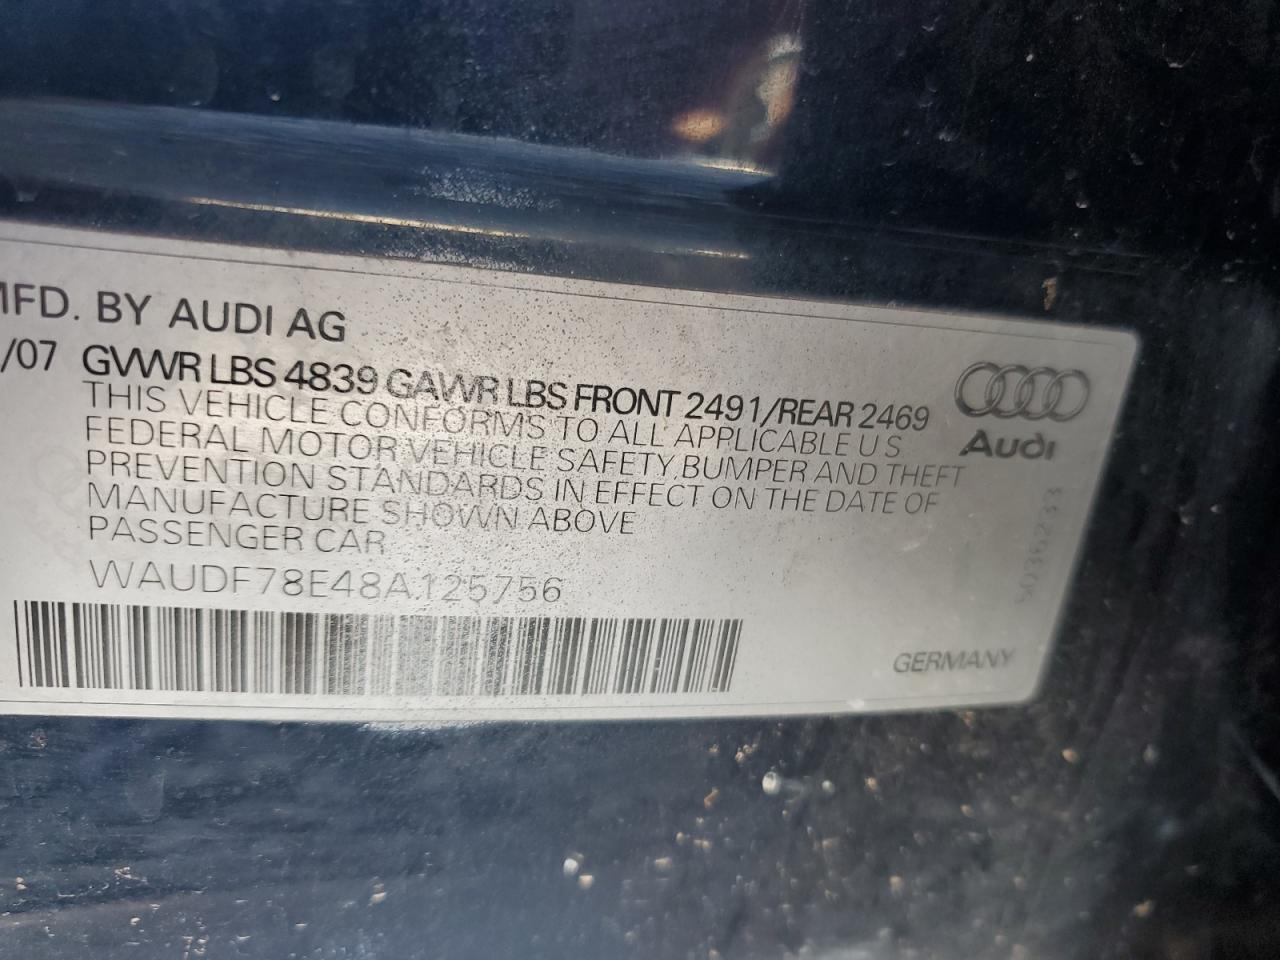 MFD. BY AUDI AG
/07 GVWR LBS 4839 GAWR LBS FRONT 2491/REAR 2469
THIS VEHICLE CONFORMS TO ALL APPLICABLE U S
FEDERAL MOTOR VEHICLE SAFETY, BUMPER AND THEFT
PREVENTION STANDARDS IN EFFECT ON THE DATE OF
MANUFACTURE SHOWN ABOVE
PASSENGER CAR
WAUDF78E48A125756
Audi
GERMANY